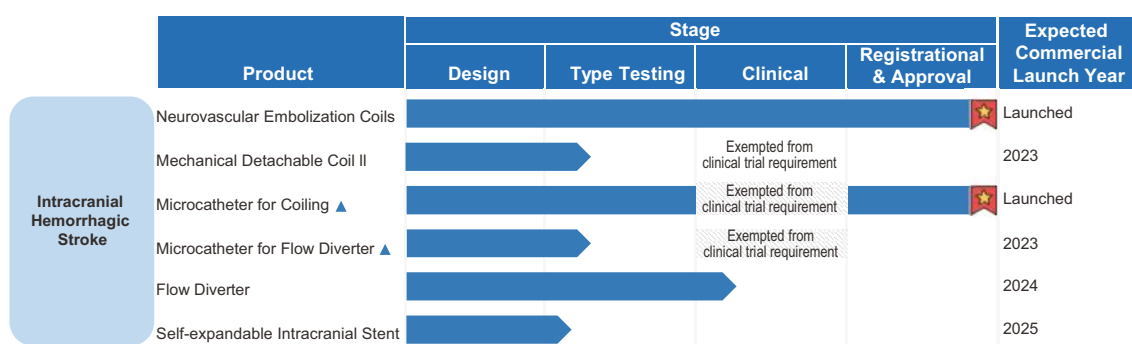 Product
Stage
Design
Type Testing
Clinical
Registrational
& Approval
Expected
Commercial
Launch Year
Intracranial
Hemorrhagic
Stroke
Neurovascular Embolization Coils
Launched
Mechanical Detachable Coil II
Exempted from
clinical trial requirement
2023
Microcatheter for Coiling ▲
Exempted from
clinical trial requirement
Launched
Microcatheter for Flow Diverter ▲
Exempted from
clinical trial requirement
2023
Flow Diverter
2024
Self-expandable Intracranial Stent
2025